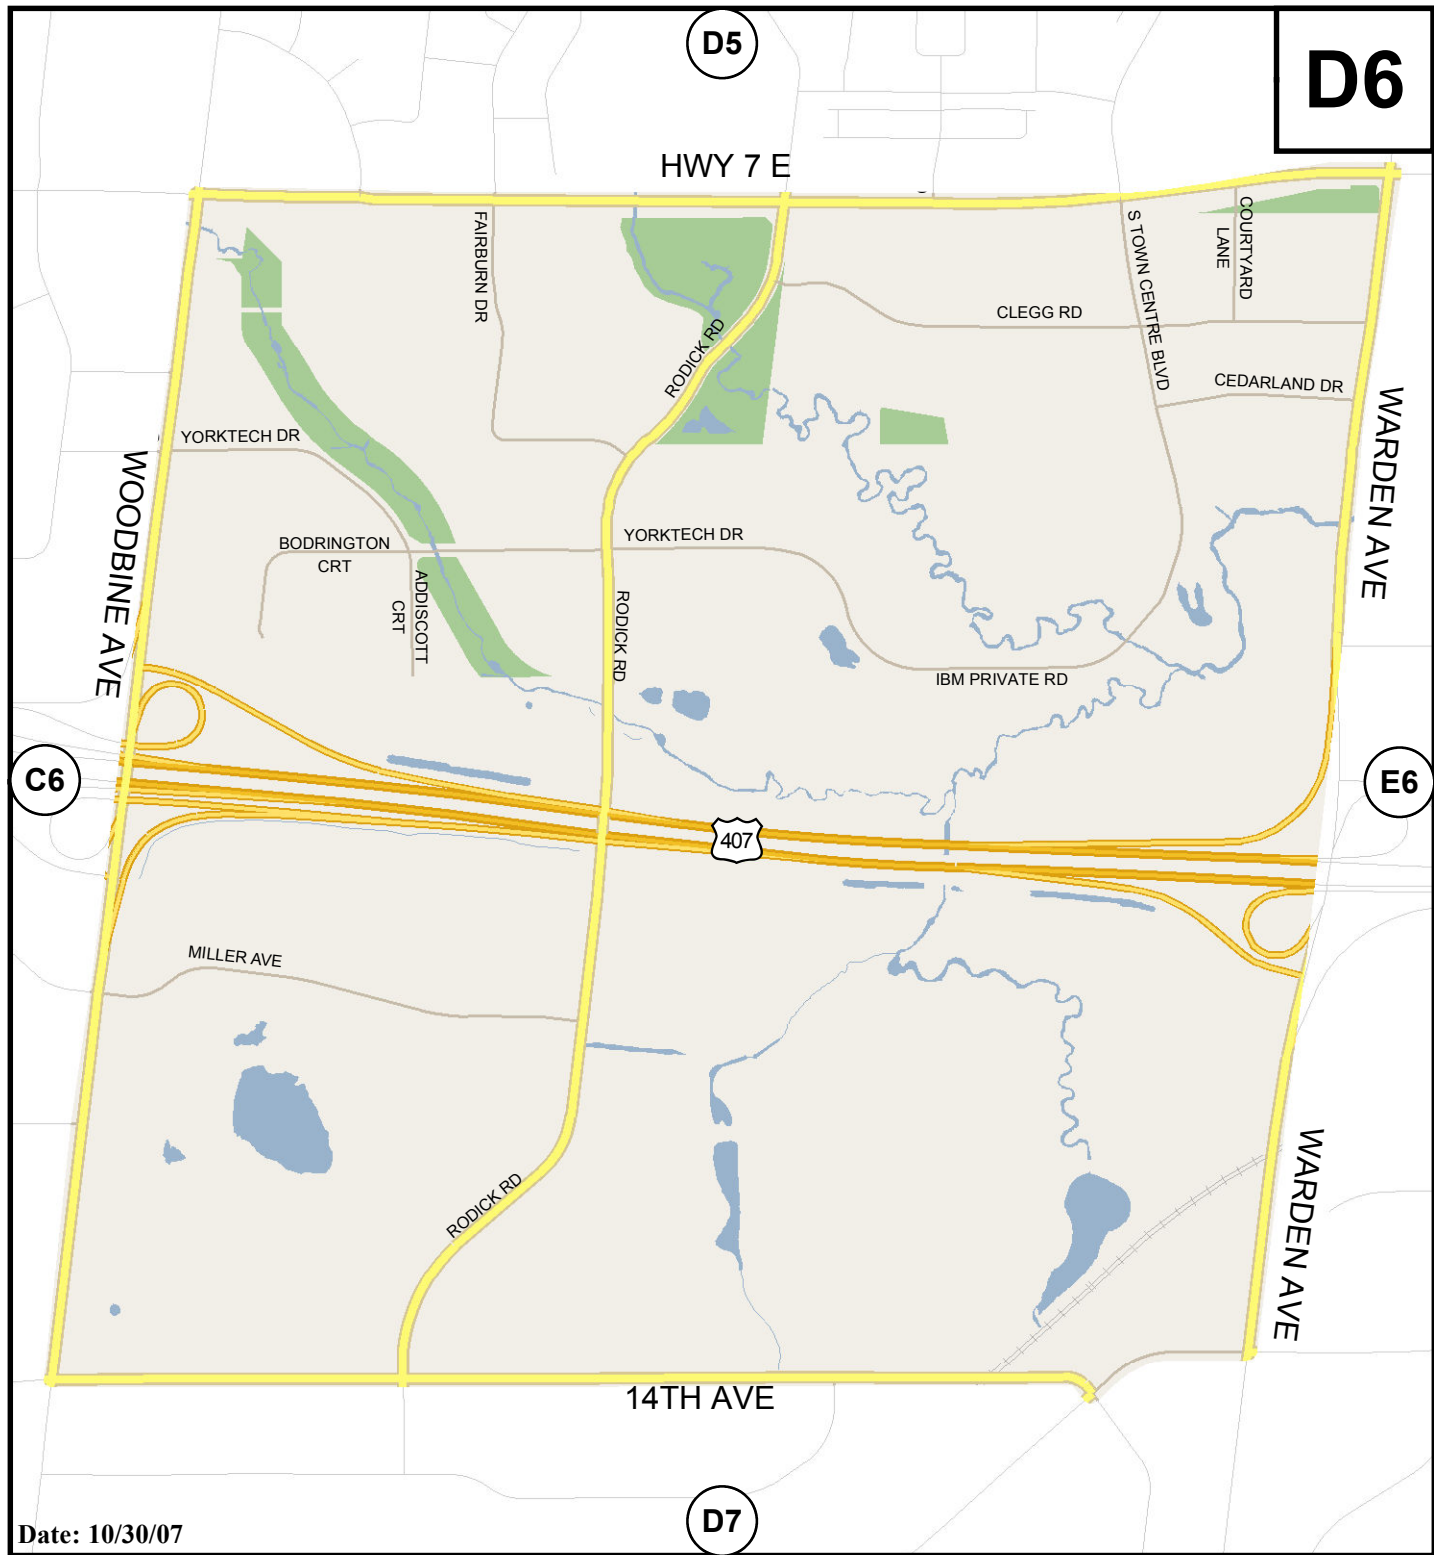 D5
D6
HWY 7 E
FAIRBURN DR
S TOWN CENTRE BLVD
COURTYARD
LANE
CLEGG RD
RODICK RD
CEDARLAND DR
YORKTECH DR
WOODBINE AVE
WARDEN AVE
BODRINGTON
CRT
YORKTECH DR
ADDISCOTT
CRT
RODICK RD
IBM PRIVATE RD
C6
E6
407
MILLER AVE
RODICK RD
WARDEN AVE
14TH AVE
D7
Date: 10/30/07